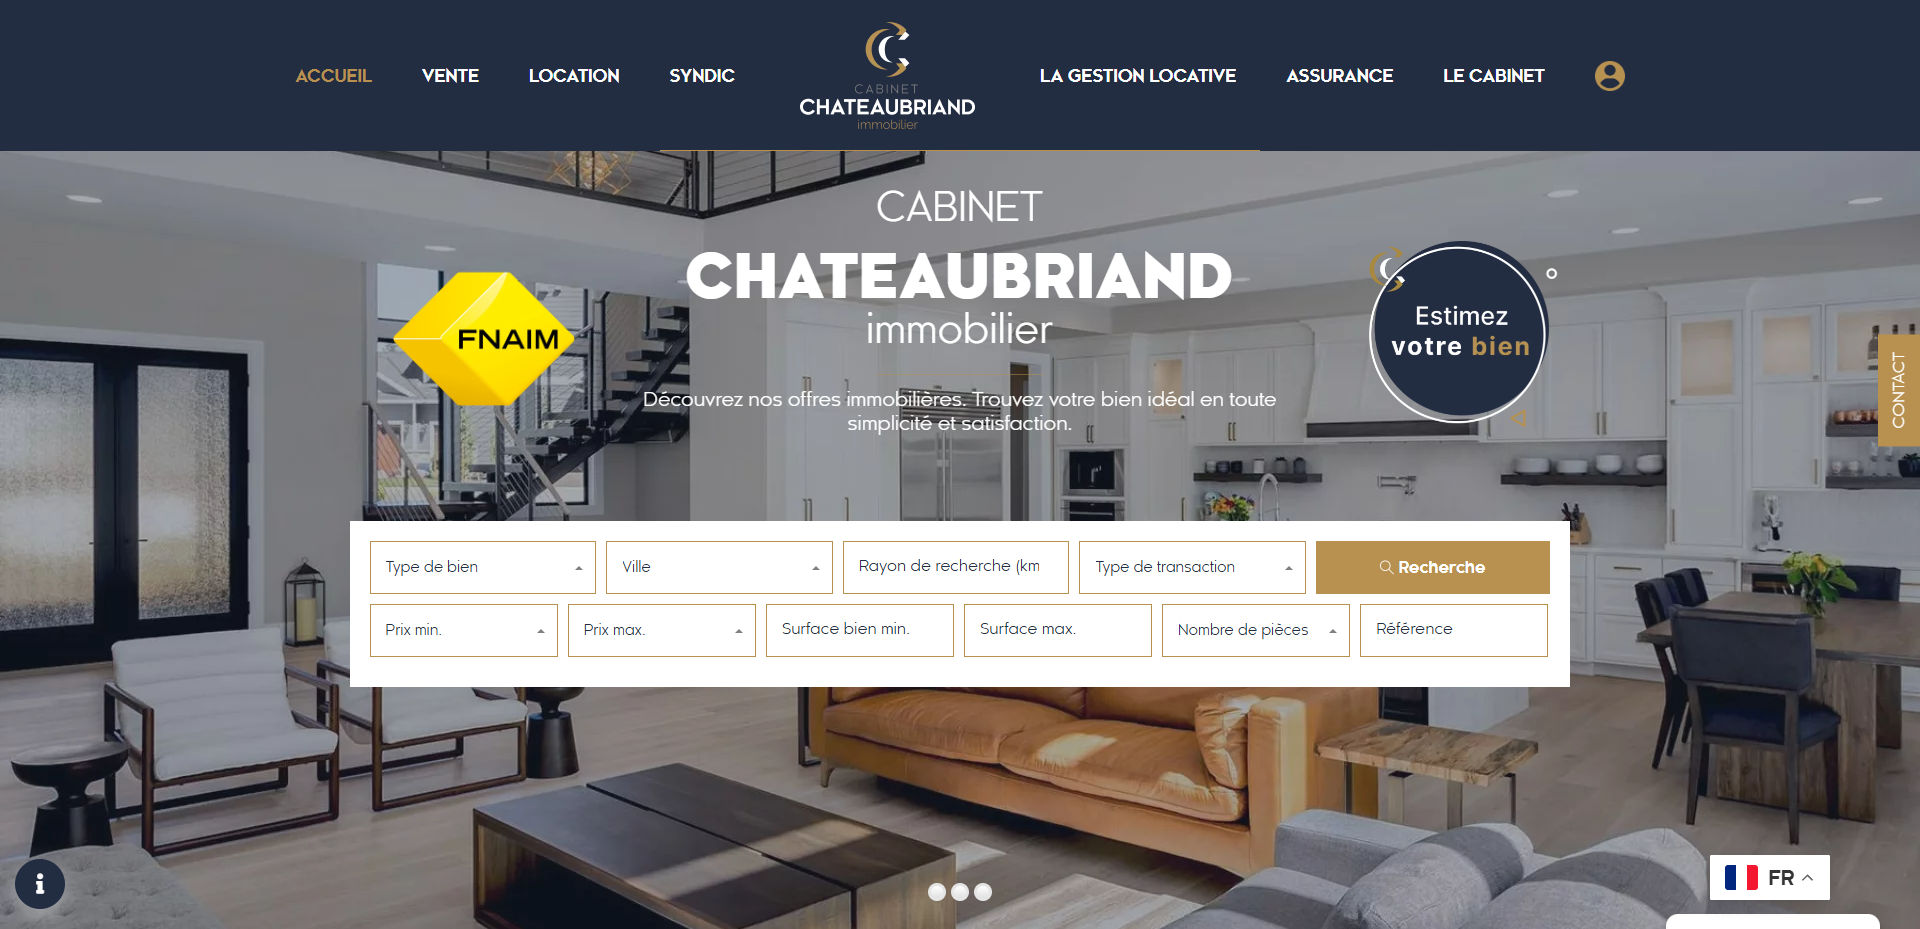 ACCUEIL
VENTE
LOCATION
SYNDIC
CABINET
CHATEAUBRIAND
immobilier
LA GESTION LOCATIVE
ASSURANCE
LE CABINET
CABINET
CHATEAUBRIAND
immobilier
FNAIM
Estimez
votre bien
Découvrez nos offres immobilières. Trouvez votre bien idéal en toute
simplicité et satisfaction.
CONTACT
Type de bien
Ville
Rayon de recherche (km
Type de transaction
Recherche
Prix min.
Prix max.
Surface bien min.
Surface max.
Nombre de pièces
Référence
i
FR